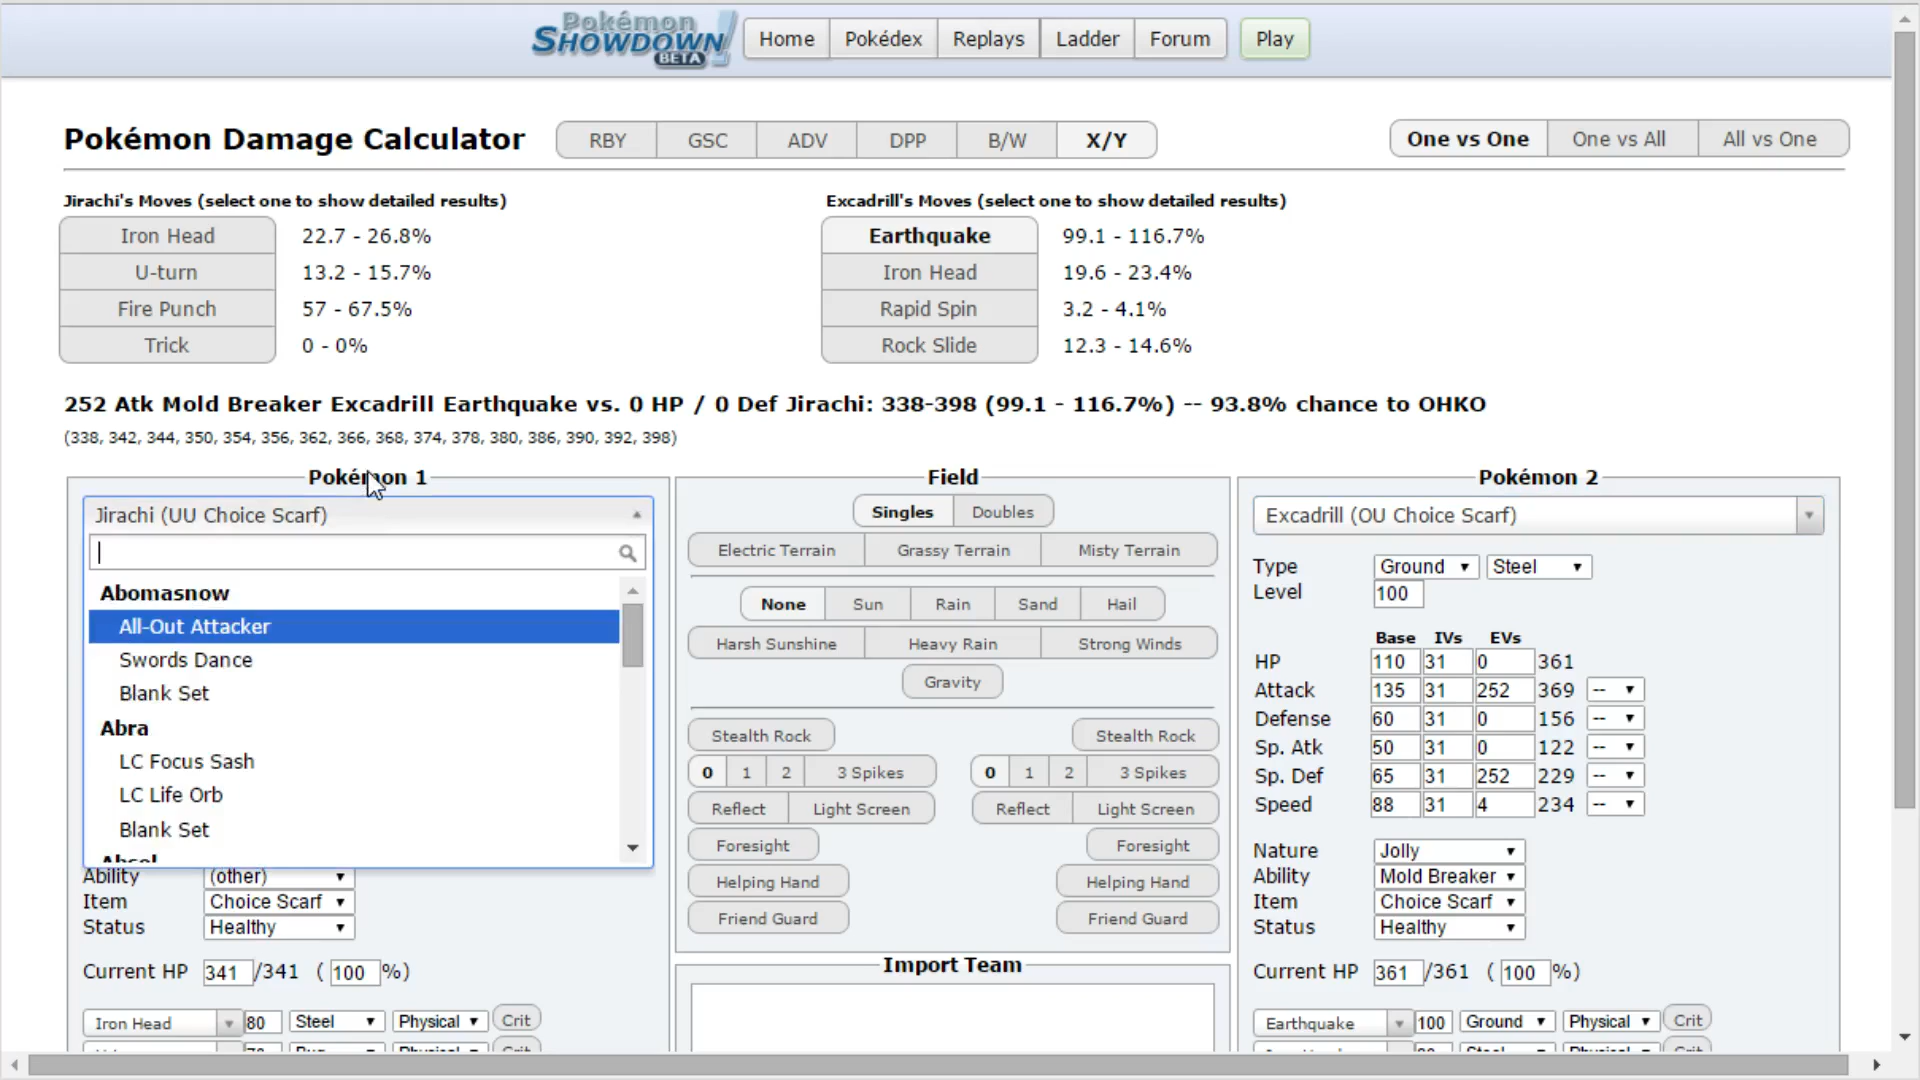 Pokémon
SHOWDOWN!
BETA
Home Pokédex Replays Ladder Forum Play
Pokémon Damage Calculator RBY GSC ADV DPP B/W X/Y One vs One One vs All All vs One
Jirachi's Moves (select one to show detailed results) Excadrill's Moves (select one to show detailed results)
Iron Head 22.7 - 26.8% Earthquake 99.1 - 116.7%
U-turn 13.2 - 15.7% Iron Head 19.6 - 23.4%
Fire Punch 57 - 67.5% Rapid Spin 3.2 - 4.1%
Trick 0 - 0% Rock Slide 12.3 - 14.6%
252 Atk Mold Breaker Excadrill Earthquake vs. 0 HP / 0 Def Jirachi: 338-398 (99.1 - 116.7%) -- 93.8% chance to OHKO
(338, 342, 344, 350, 354, 356, 362, 366, 368, 374, 378, 380, 386, 390, 392, 398)
Pokémon 1
Jirachi (UU Choice Scarf)
Abomasnow
All-Out Attacker
Swords Dance
Blank Set
Abra
LC Focus Sash
LC Life Orb
Blank Set
Absol
Ability (other)
Item Choice Scarf
Status Healthy
Current HP 341/341 (100%)
Iron Head 80 Steel Physical Crit
Field
Singles Doubles
Electric Terrain Grassy Terrain Misty Terrain
None Sun Rain Sand Hail
Harsh Sunshine Heavy Rain Strong Winds
Gravity
Stealth Rock Stealth Rock
0 1 2 3 Spikes 0 1 2 3 Spikes
Reflect Light Screen Reflect Light Screen
Foresight Foresight
Helping Hand Helping Hand
Friend Guard Friend Guard
Import Team
Pokémon 2
Excadrill (OU Choice Scarf)
Type Ground Steel
Level 100
Base IVs EVs
HP 110 31 0 361
Attack 135 31 252 369 --
Defense 60 31 0 156 --
Sp. Atk 50 31 0 122 --
Sp. Def 65 31 252 229 --
Speed 88 31 4 234 --
Nature Jolly
Ability Mold Breaker
Item Choice Scarf
Status Healthy
Current HP 361/361 (100%)
Earthquake 100 Ground Physical Crit